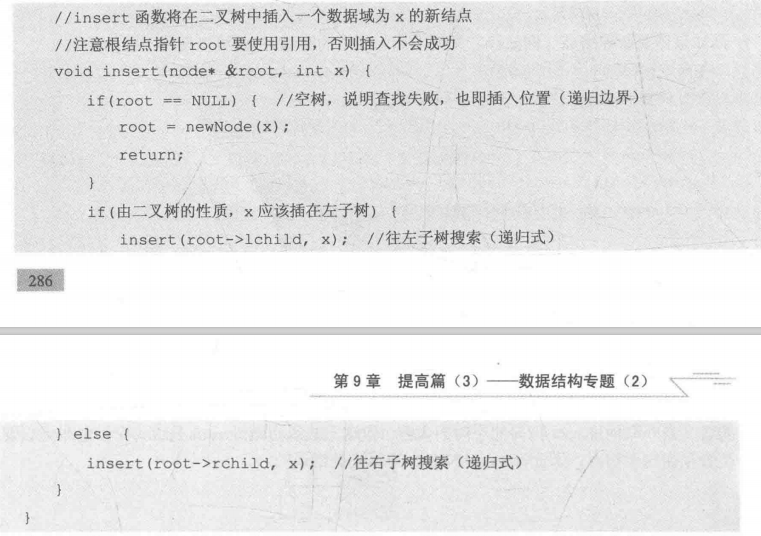 //insert 函数将在二叉树中插入一个数据域为 x 的新结点
//注意根结点指针 root 要使用引用，否则插入不会成功
void insert(node* &root, int x) {
if(root == NULL) { //空树，说明查找失败，也即插入位置（递归边界）
root = newNode(x);
return;
}
if(由二叉树的性质，x 应该插在左子树) {
insert(root->lchild, x); //往左子树搜索（递归式）
286
第 9 章 提高篇（3）——数据结构专题（2）
} else {
insert(root->rchild, x); //往右子树搜索（递归式）
}
}